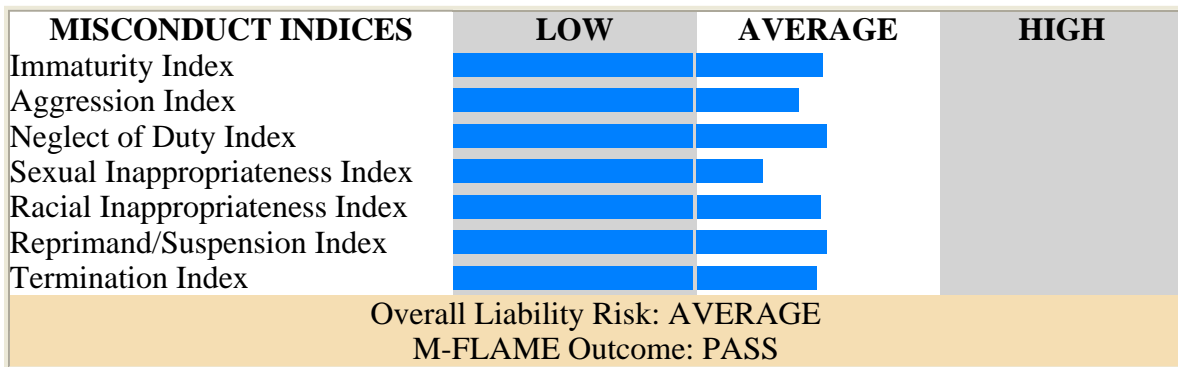 MISCONDUCT INDICES LOW AVERAGE HIGH
Immaturity Index
Aggression Index
Neglect of Duty Index
Sexual Inappropriateness Index
Racial Inappropriateness Index
Reprimand/Suspension Index
Termination Index
Overall Liability Risk: AVERAGE
M-FLAME Outcome: PASS